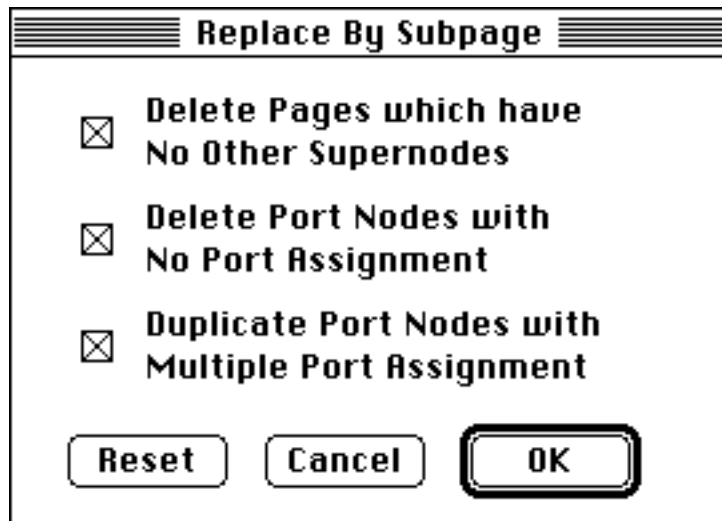 Replace By Subpage
Delete Pages which have
No Other Supernodes
Delete Port Nodes with
No Port Assignment
Duplicate Port Nodes with
Multiple Port Assignment
Reset Cancel OK